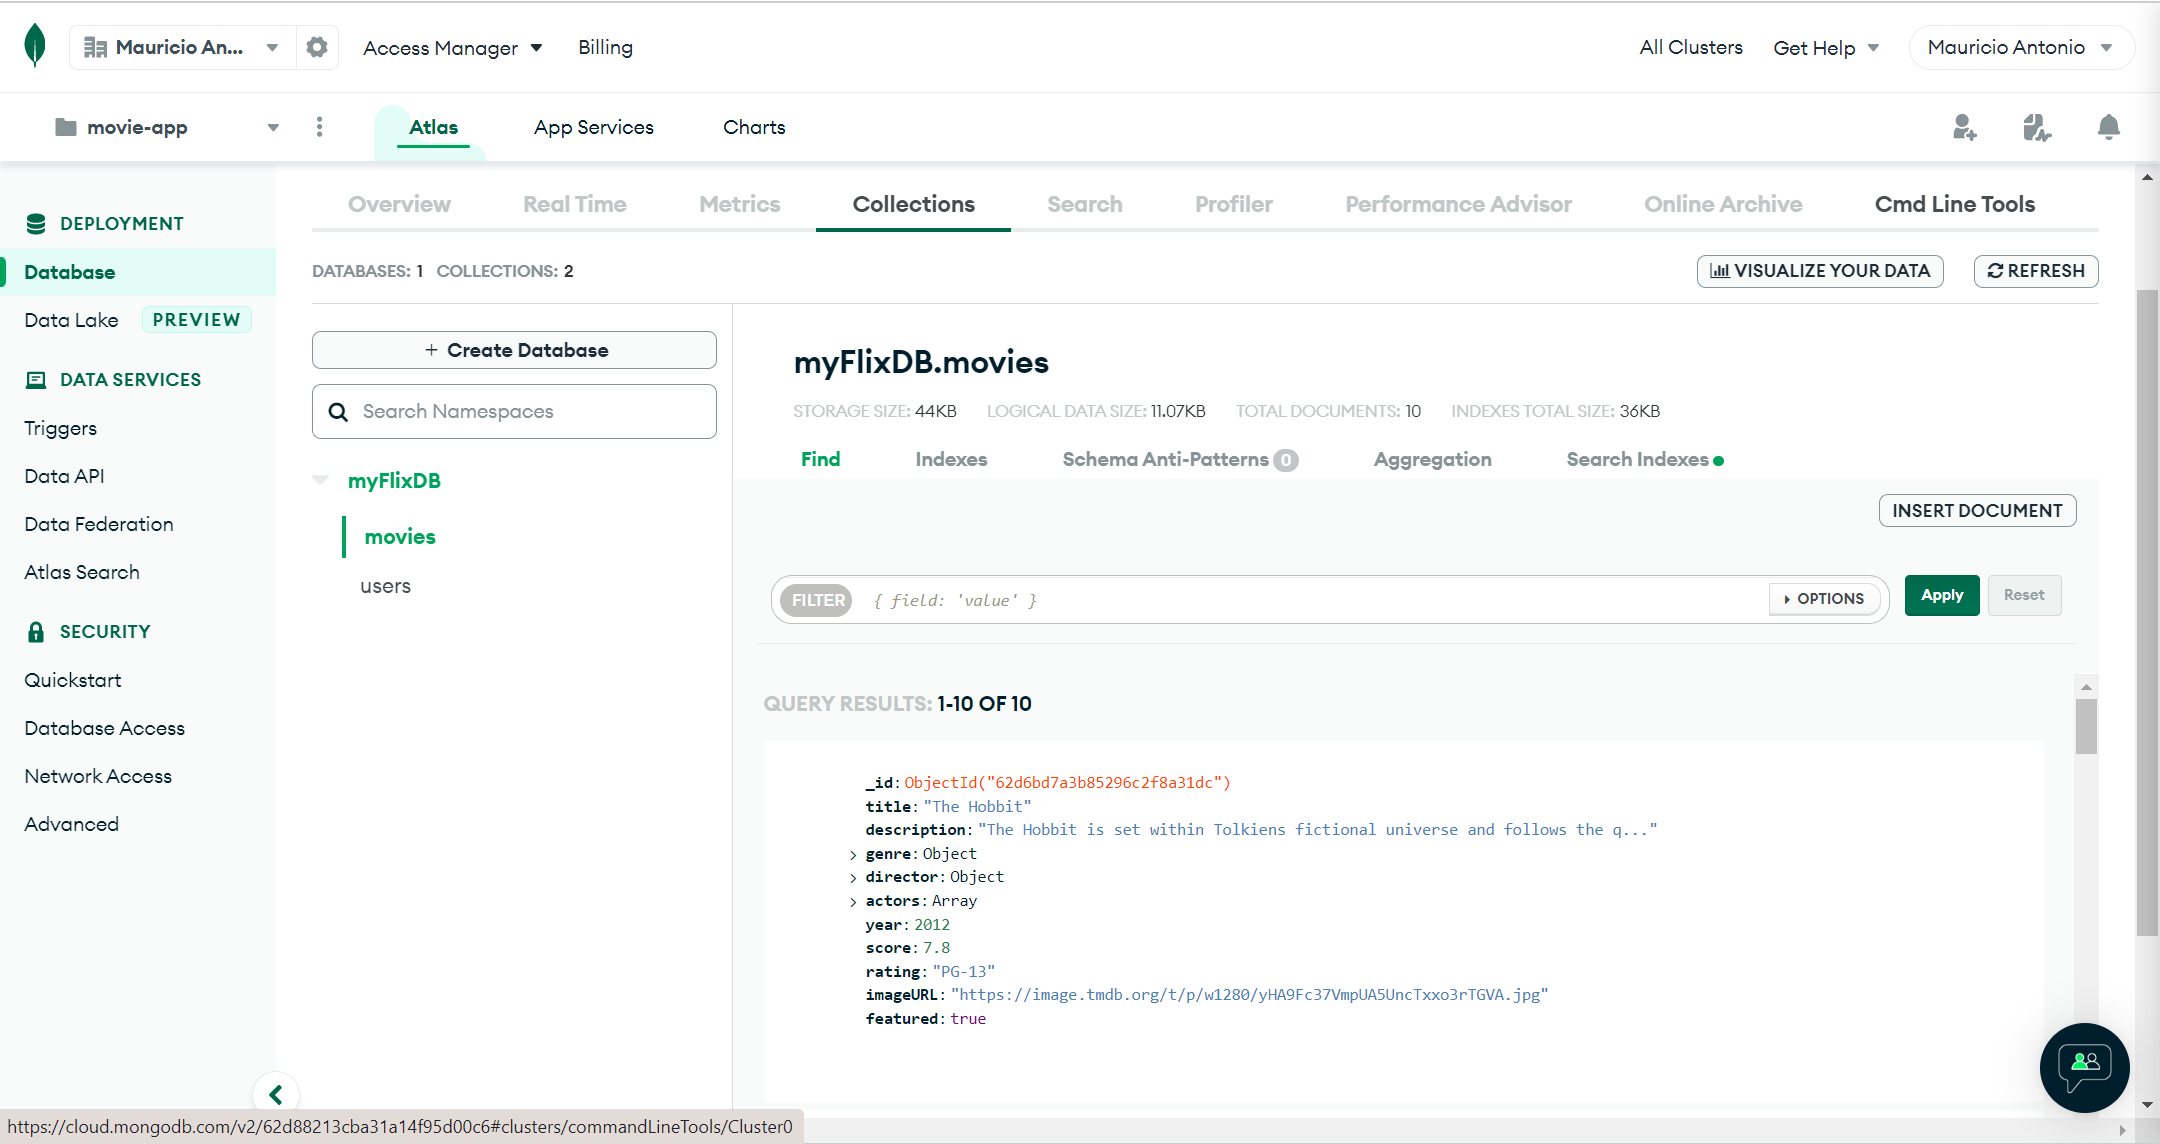 Mauricio An...
Access Manager
Billing
All Clusters
Get Help
Mauricio Antonio
movie-app
Atlas
App Services
Charts
Overview
Real Time
Metrics
Collections
Search
Profiler
Performance Advisor
Online Archive
Cmd Line Tools
DEPLOYMENT
Database
Data Lake PREVIEW
DATA SERVICES
Triggers
Data API
Data Federation
Atlas Search
SECURITY
Quickstart
Database Access
Network Access
Advanced
DATABASES: 1 COLLECTIONS: 2
VISUALIZE YOUR DATA
REFRESH
+ Create Database
Search Namespaces
myFlixDB
movies
users
myFlixDB.movies
STORAGE SIZE: 44KB LOGICAL DATA SIZE: 11.07KB TOTAL DOCUMENTS: 10 INDEXES TOTAL SIZE: 36KB
Find
Indexes
Schema Anti-Patterns 0
Aggregation
Search Indexes
INSERT DOCUMENT
FILTER { field: 'value' }
OPTIONS
Apply
Reset
QUERY RESULTS: 1-10 OF 10
_id: ObjectId("62d6bd7a3b85296c2f8a31dc")
title: "The Hobbit"
description: "The Hobbit is set within Tolkiens fictional universe and follows the q..."
genre: Object
director: Object
actors: Array
year: 2012
score: 7.8
rating: "PG-13"
imageURL: "https://image.tmdb.org/t/p/w1280/yHA9Fc37VmpUA5UncTxxo3rTGVA.jpg"
featured: true
https://cloud.mongodb.com/v2/62d88213cba31a14f95d00c6#clusters/commandLineTools/Cluster0